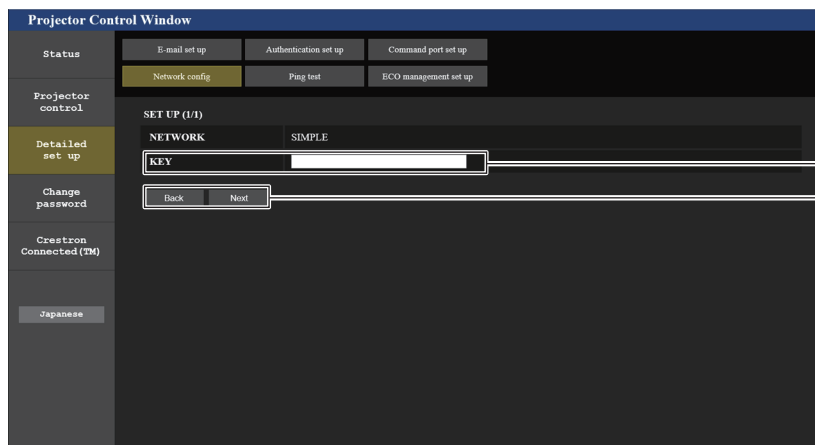 Projector Control Window
Status
Projector
control
Detailed
set up
Change
password
Crestron
Connected(TM)
Japanese
E-mail set up
Authentication set up
Command port set up
Network config
Ping test
ECO management set up
SET UP (1/1)
NETWORK SIMPLE
KEY
Back Next